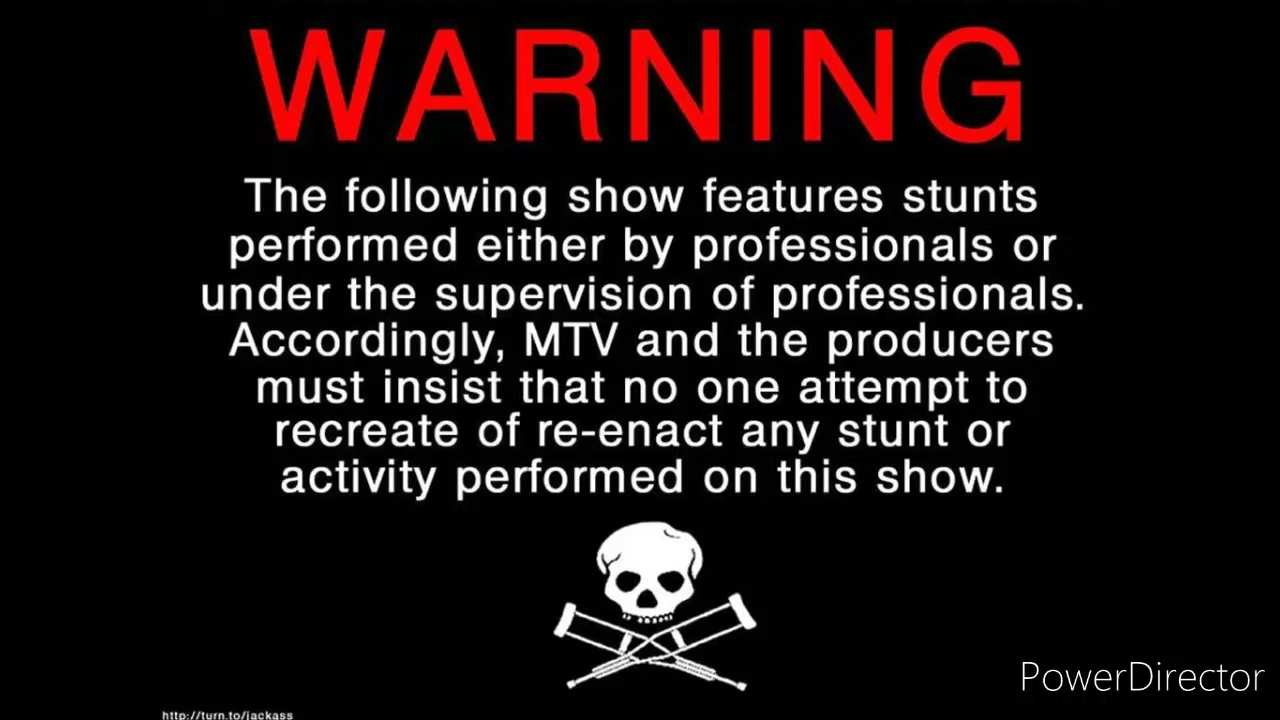 WARNING
The following show features stunts
performed either by professionals or
under the supervision of professionals.
Accordingly, MTV and the producers
must insist that no one attempt to
recreate of re-enact any stunt or
activity performed on this show.
PowerDirector
http://turn.to/jackass